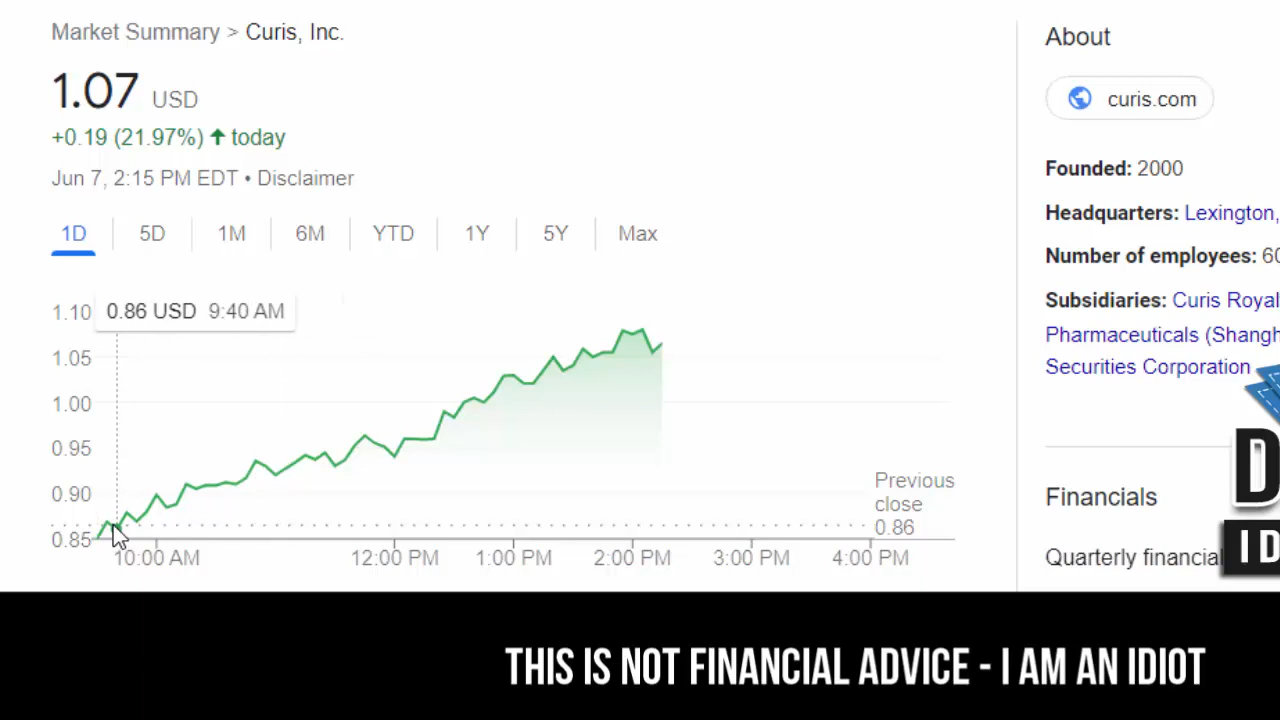 Market Summary > Curis, Inc.
1.07 USD
+0.19 (21.97%) ↑ today
Jun 7, 2:15 PM EDT • Disclaimer
1D 5D 1M 6M YTD 1Y 5Y Max
0.86 USD 9:40 AM
1.10
1.05
1.00
0.95
0.90
0.85
Previous
close
0.86
10:00 AM 12:00 PM 1:00 PM 2:00 PM 3:00 PM 4:00 PM
About
curis.com
Founded: 2000
Headquarters: Lexington,
Number of employees: 60
Subsidiaries: Curis Royal
Pharmaceuticals (Shangh
Securities Corporation
Financials
Quarterly financial
D
ID
THIS IS NOT FINANCIAL ADVICE - I AM AN IDIOT